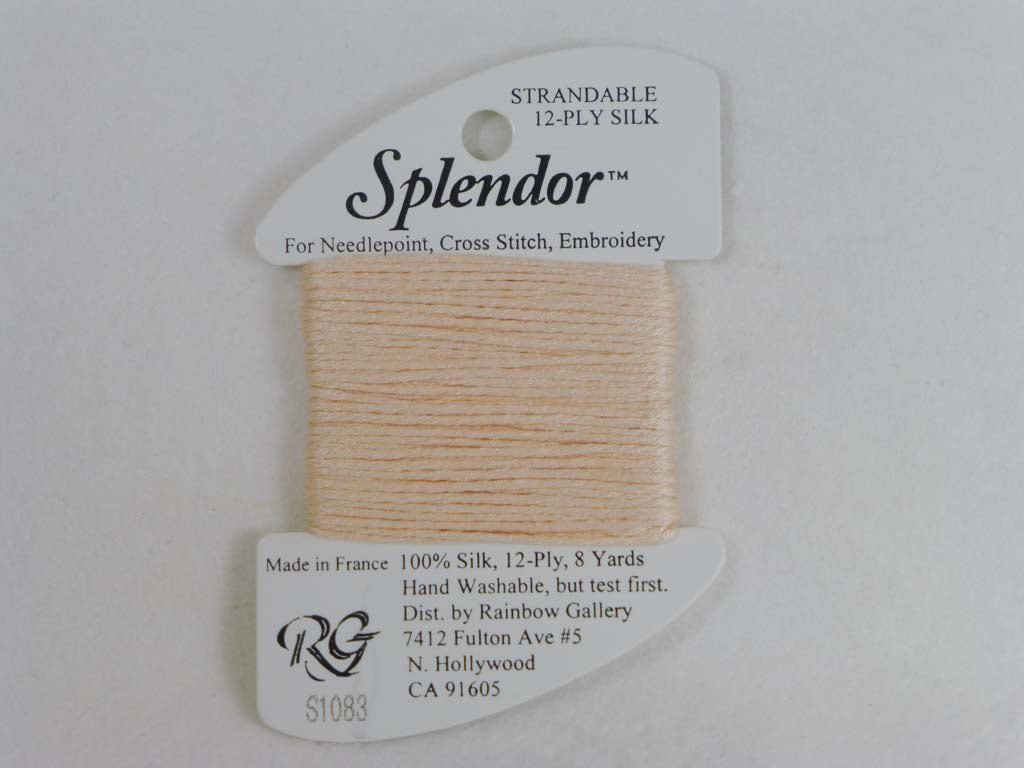 STRANDABLE
12-PLY SILK
Splendor™
For Needlepoint, Cross Stitch, Embroidery
Made in France
100% Silk, 12-Ply, 8 Yards
Hand Washable, but test first.
Dist. by Rainbow Gallery
7412 Fulton Ave #5
N. Hollywood
CA 91605
RG
S1083